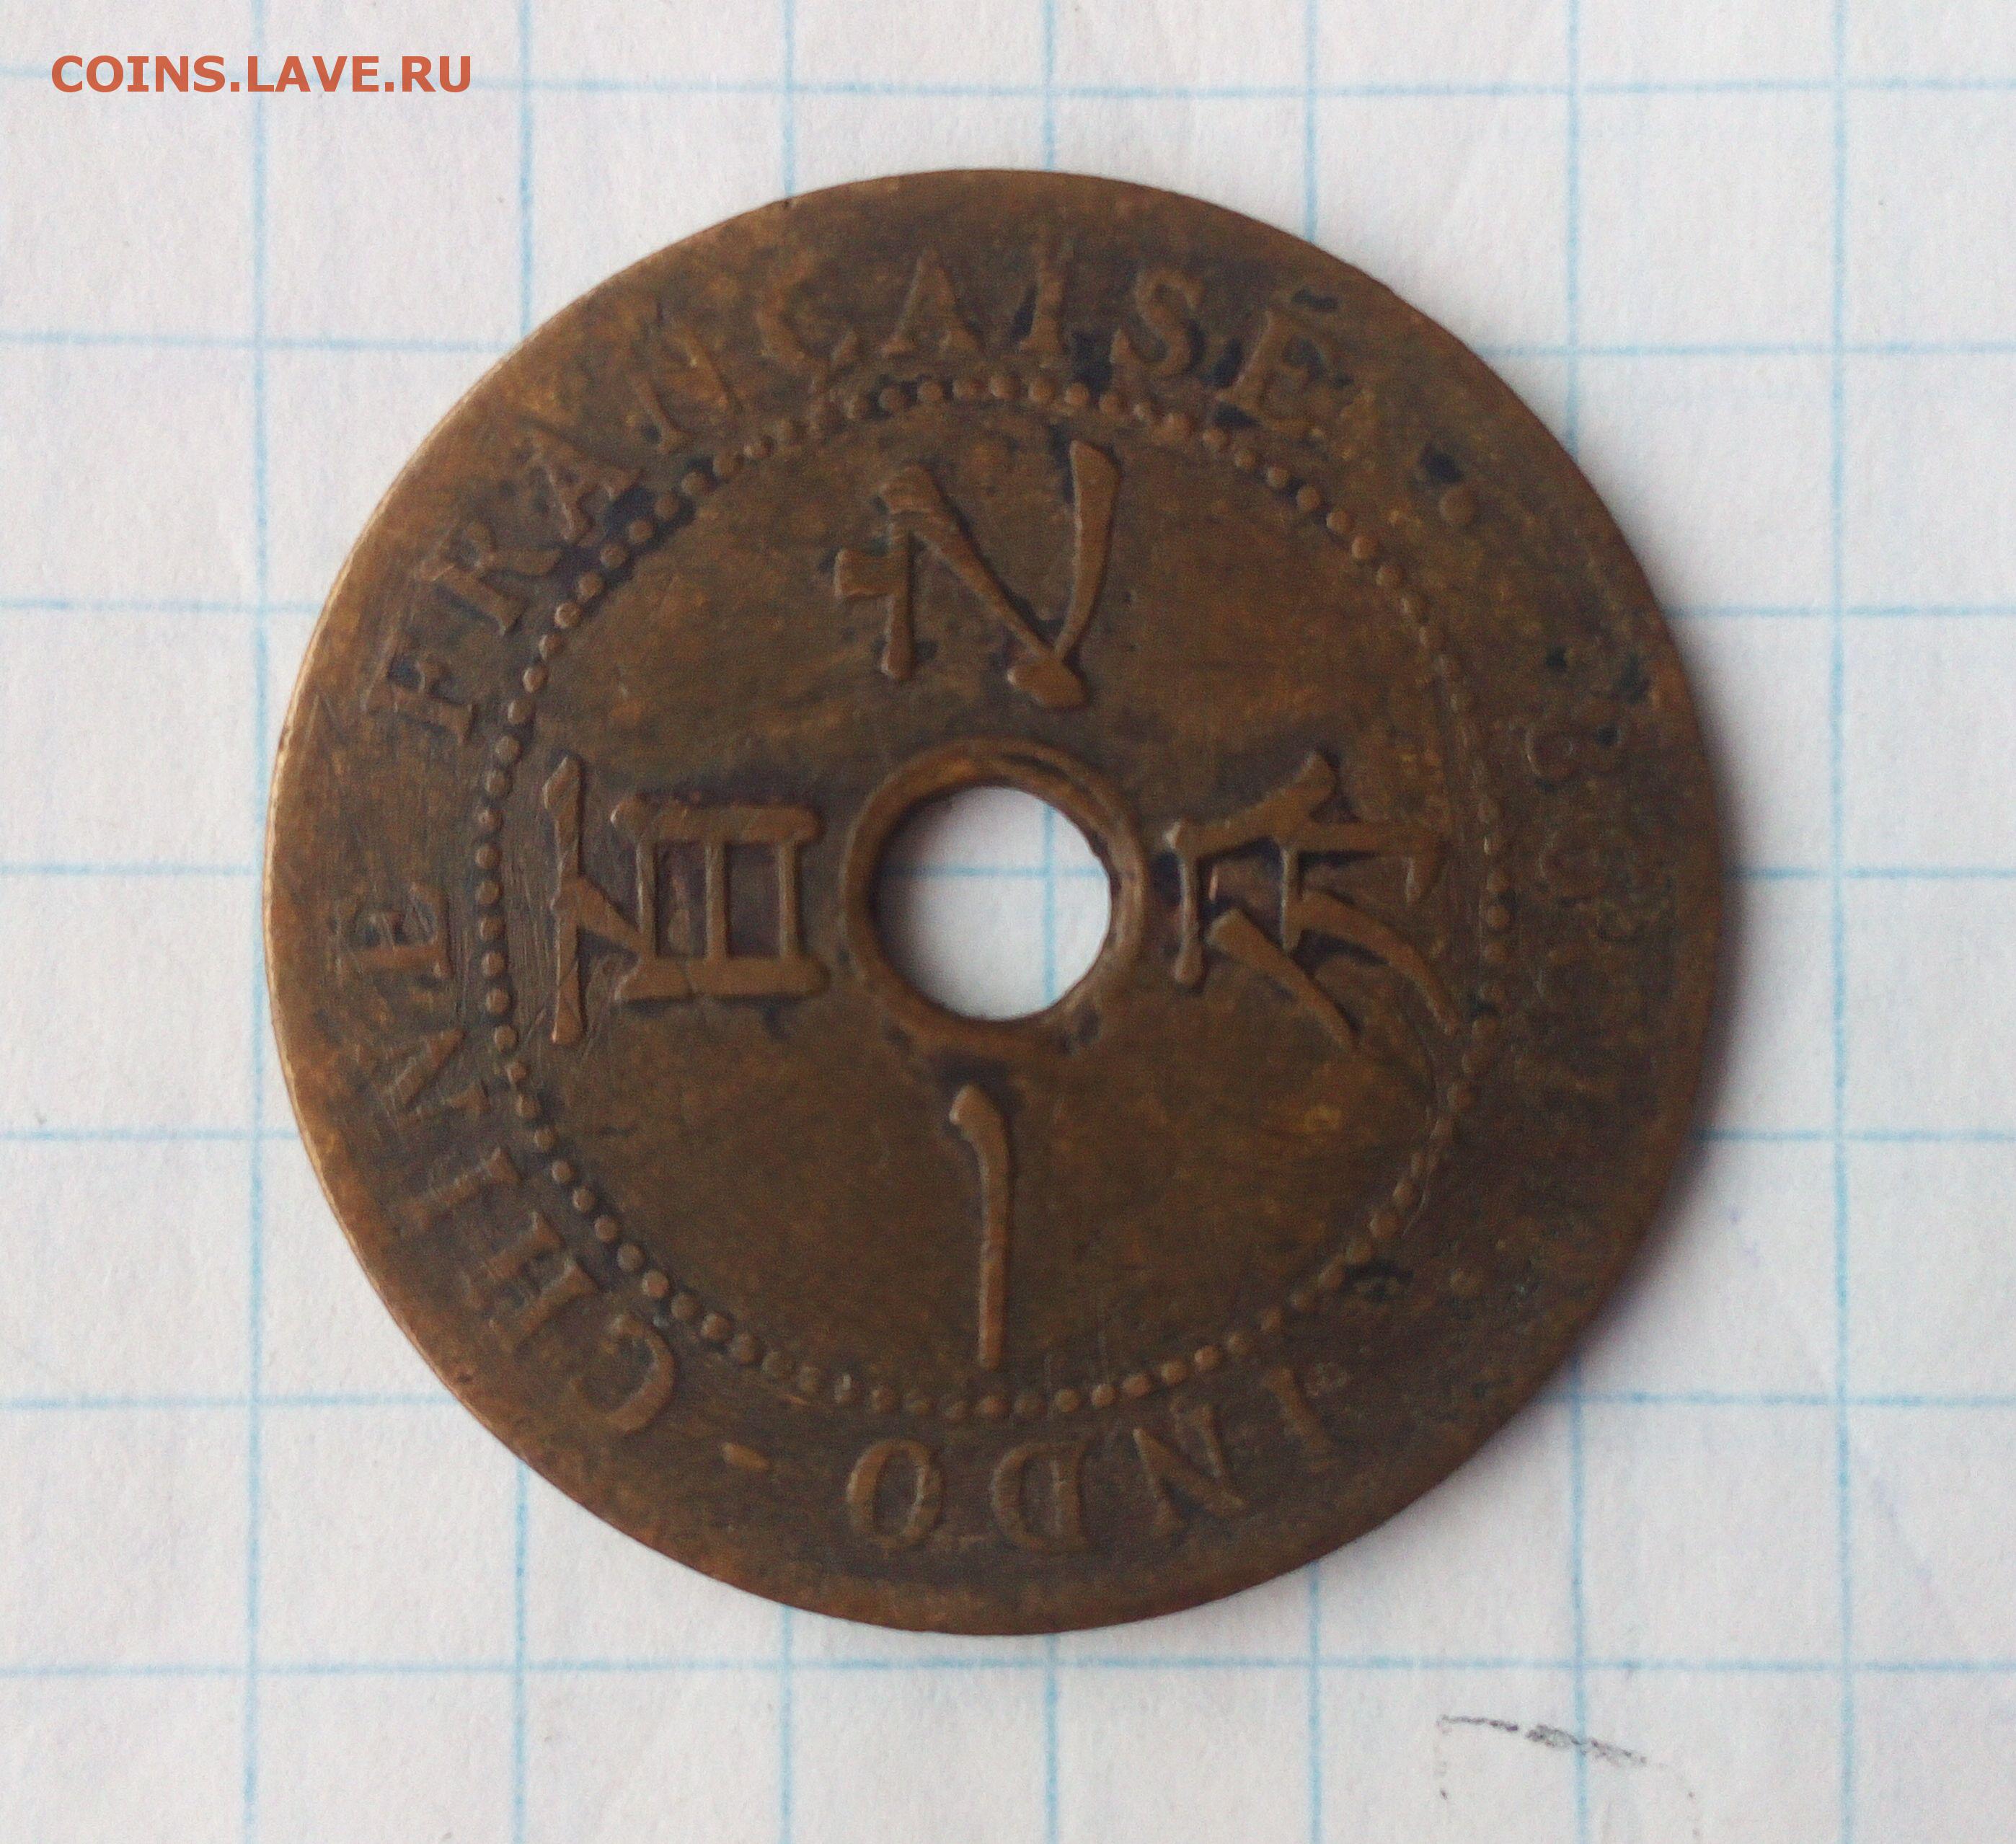 INDO-CHINE FRANÇAISE
百分之一
COINS.LAVE.RU